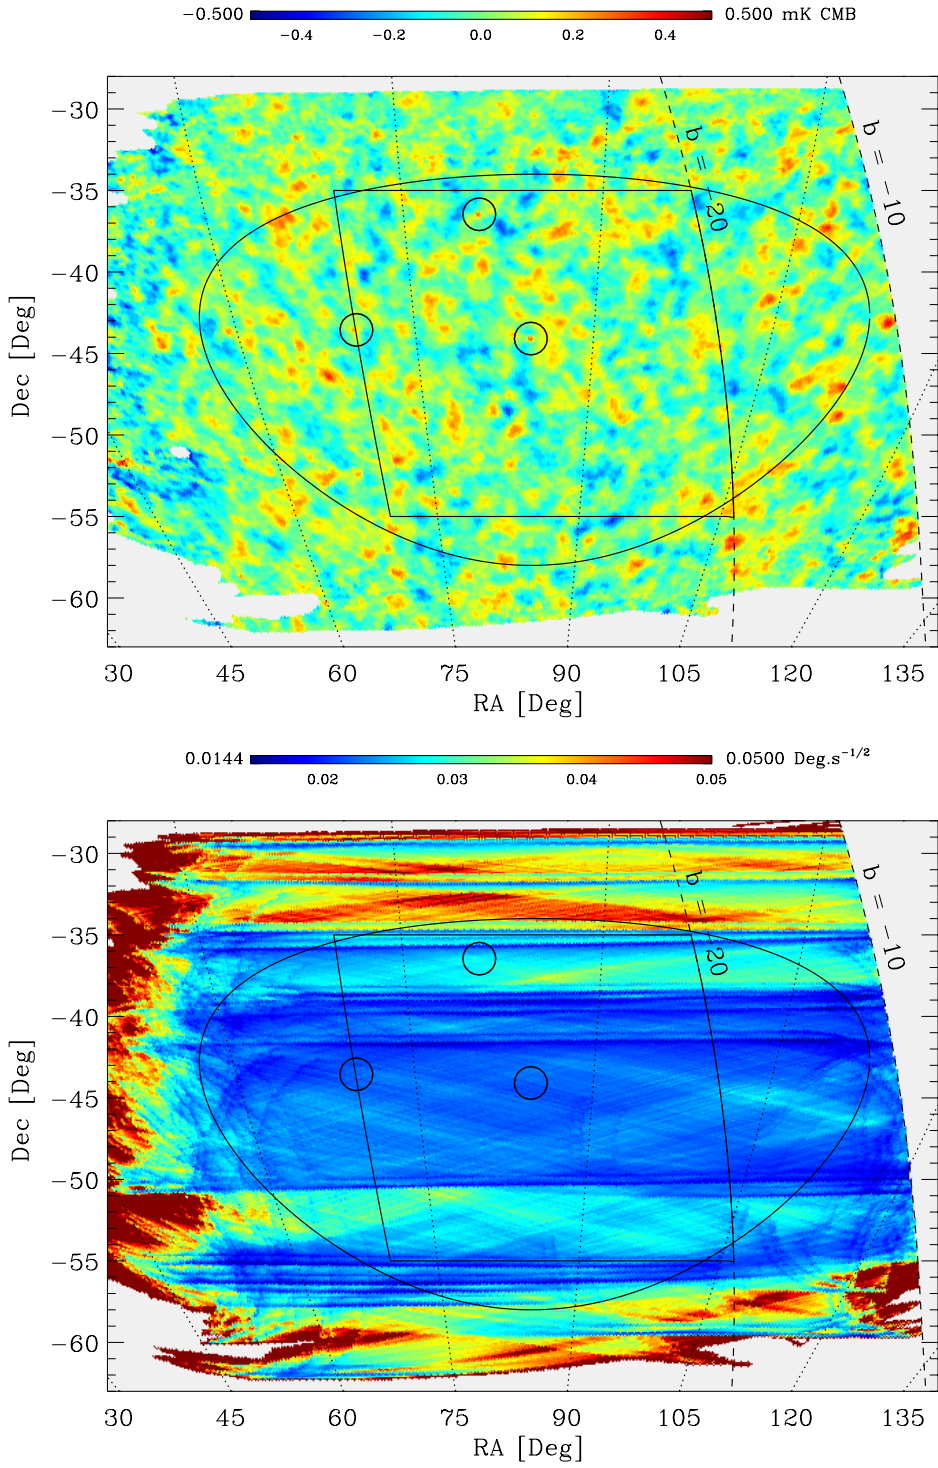 −0.500 0.500 mK CMB
−0.4 −0.2 0.0 0.2 0.4
−30
−35
−40
−45
−50
−55
−60
Dec [Deg]
b = −20
b = −10
30 45 60 75 90 105 120 135
RA [Deg]
0.0144 0.0500 Deg.s−1/2
0.02 0.03 0.04 0.05
−30
−35
−40
−45
−50
−55
−60
Dec [Deg]
b = −20
b = −10
30 45 60 75 90 105 120 135
RA [Deg]